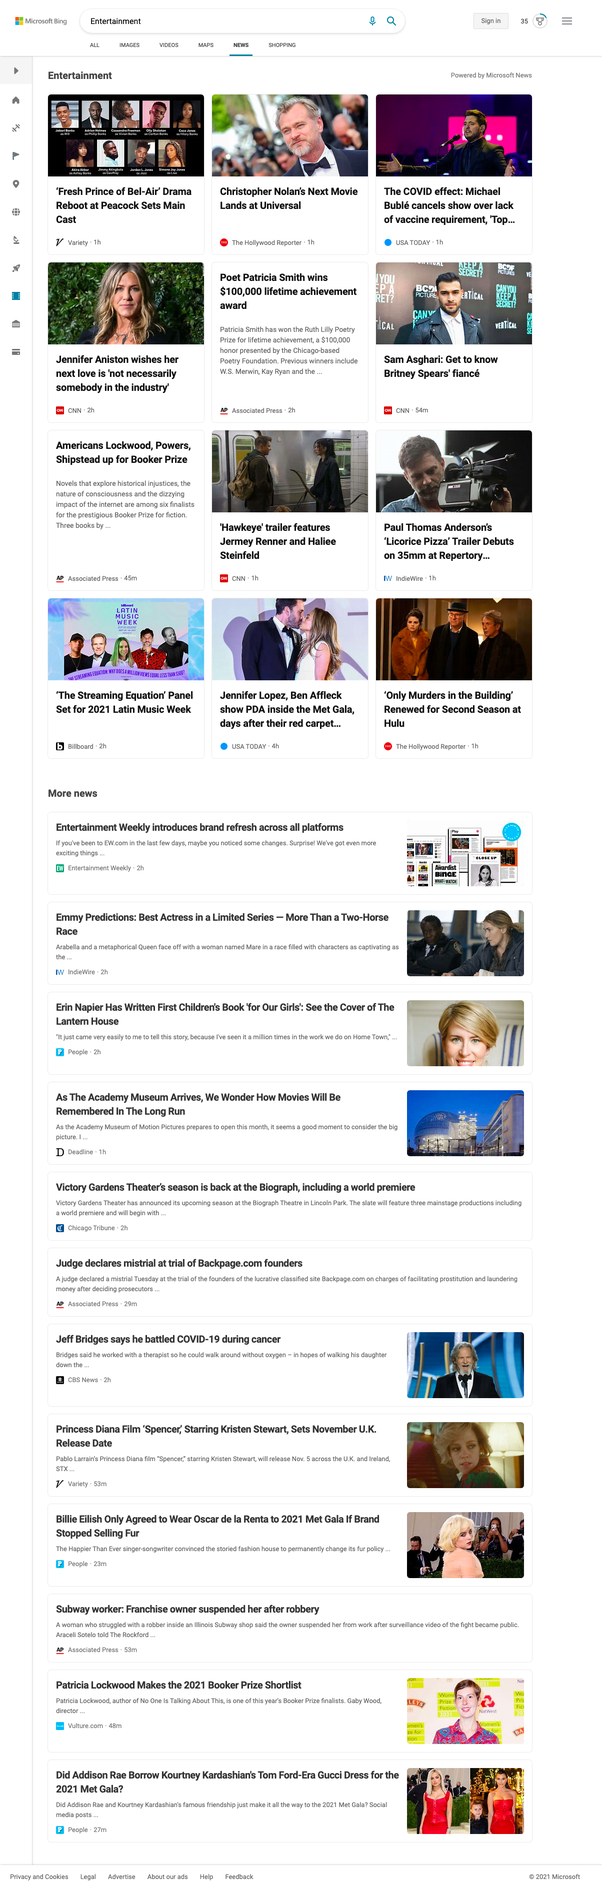 Microsoft Bing
Entertainment
Sign in
35
ALL
IMAGES
VIDEOS
MAPS
NEWS
SHOPPING
Entertainment
Powered by Microsoft News
‘Fresh Prince of Bel-Air’ Drama
Reboot at Peacock Sets Main
Cast
Variety · 1h
Christopher Nolan’s Next Movie
Lands at Universal
The Hollywood Reporter · 1h
The COVID effect: Michael
Bublé cancels show over lack
of vaccine requirement, 'Top...
USA TODAY · 1h
Jennifer Aniston wishes her
next love is 'not necessarily
somebody in the industry'
CNN · 2h
Poet Patricia Smith wins
$100,000 lifetime achievement
award
Patricia Smith has won the Ruth Lilly Poetry
Prize for lifetime achievement, a $100,000
honor presented by the Chicago-based
Poetry Foundation. Previous winners include
W.S. Merwin, Kay Ryan and the ...
AP Associated Press · 2h
Sam Asghari: Get to know
Britney Spears' fiancé
CNN · 54m
Americans Lockwood, Powers,
Shipstead up for Booker Prize
Novels that explore historical injustices, the
nature of consciousness and the dizzying
impact of the internet are among six finalists
for the prestigious Booker Prize for fiction.
Three books by ...
AP Associated Press · 45m
'Hawkeye' trailer features
Jermey Renner and Haliee
Steinfeld
CNN · 1h
Paul Thomas Anderson’s
‘Licorice Pizza’ Trailer Debuts
on 35mm at Repertory...
IW IndieWire · 1h
LATIN
MUSIC
WEEK
‘The Streaming Equation’ Panel
Set for 2021 Latin Music Week
Billboard · 2h
Jennifer Lopez, Ben Affleck
show PDA inside the Met Gala,
days after their red carpet...
USA TODAY · 4h
‘Only Murders in the Building’
Renewed for Second Season at
Hulu
The Hollywood Reporter · 1h
More news
Entertainment Weekly introduces brand refresh across all platforms
If you've been to EW.com in the last few days, maybe you noticed some changes. Surprise! We've got even more
exciting things ...
Entertainment Weekly · 2h
Emmy Predictions: Best Actress in a Limited Series — More Than a Two-Horse
Race
Arabella and a metaphorical Queen face off with a woman named Mare in a race filled with characters as captivating as
the ...
IW IndieWire · 2h
Erin Napier Has Written First Children's Book 'for Our Girls': See the Cover of The
Lantern House
"It just came very easily to me to tell this story, because I've seen it a million times in the work we do on Home Town," ...
People · 2h
As The Academy Museum Arrives, We Wonder How Movies Will Be
Remembered In The Long Run
As the Academy Museum of Motion Pictures prepares to open this month, it seems a good moment to consider the big
picture. I ...
Deadline · 1h
Victory Gardens Theater’s season is back at the Biograph, including a world premiere
Victory Gardens Theater has announced its upcoming season at the Biograph Theatre in Lincoln Park. The slate will feature three mainstage productions including
a world premiere and will begin with ...
Chicago Tribune · 2h
Judge declares mistrial at trial of Backpage.com founders
A judge declared a mistrial Tuesday at the trial of the founders of the lucrative classified site Backpage.com on charges of facilitating prostitution and laundering
money after deciding prosecutors ...
AP Associated Press · 29m
Jeff Bridges says he battled COVID-19 during cancer
Bridges said he worked with a therapist so he could walk around without oxygen – in hopes of walking his daughter
down the ...
CBS News · 2h
Princess Diana Film ‘Spencer,’ Starring Kristen Stewart, Sets November U.K.
Release Date
Pablo Larraín's Princess Diana film “Spencer,” starring Kristen Stewart, will release Nov. 5 across the U.K. and Ireland,
STX ...
Variety · 53m
Billie Eilish Only Agreed to Wear Oscar de la Renta to 2021 Met Gala If Brand
Stopped Selling Fur
The Happier Than Ever singer-songwriter convinced the storied fashion house to permanently change its fur policy ...
People · 23m
Subway worker: Franchise owner suspended her after robbery
A woman who struggled with a robber inside an Illinois Subway shop said the owner suspended her from work after surveillance video of the fight became public.
Araceli Sotelo told The Rockford ...
AP Associated Press · 53m
Patricia Lockwood Makes the 2021 Booker Prize Shortlist
Patricia Lockwood, author of No One Is Talking About This, is one of this year's Booker Prize finalists. Gaby Wood,
director ...
Vulture.com · 48m
Did Addison Rae Borrow Kourtney Kardashian's Tom Ford-Era Gucci Dress for the
2021 Met Gala?
Did Addison Rae and Kourtney Kardashian's famous friendship just make it all the way to the 2021 Met Gala? Social
media posts ...
People · 27m
Privacy and Cookies
Legal
Advertise
About our ads
Help
Feedback
© 2021 Microsoft